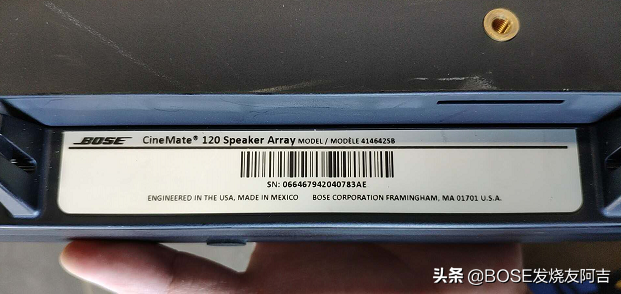 BOSE CineMate® 120 Speaker Array MODEL / MODÈLE 414642SB
SN: 066467942040783AE
ENGINEERED IN THE USA, MADE IN MEXICO BOSE CORPORATION FRAMINGHAM, MA 01701 U.S.A.
头条 @BOSE发烧友阿吉